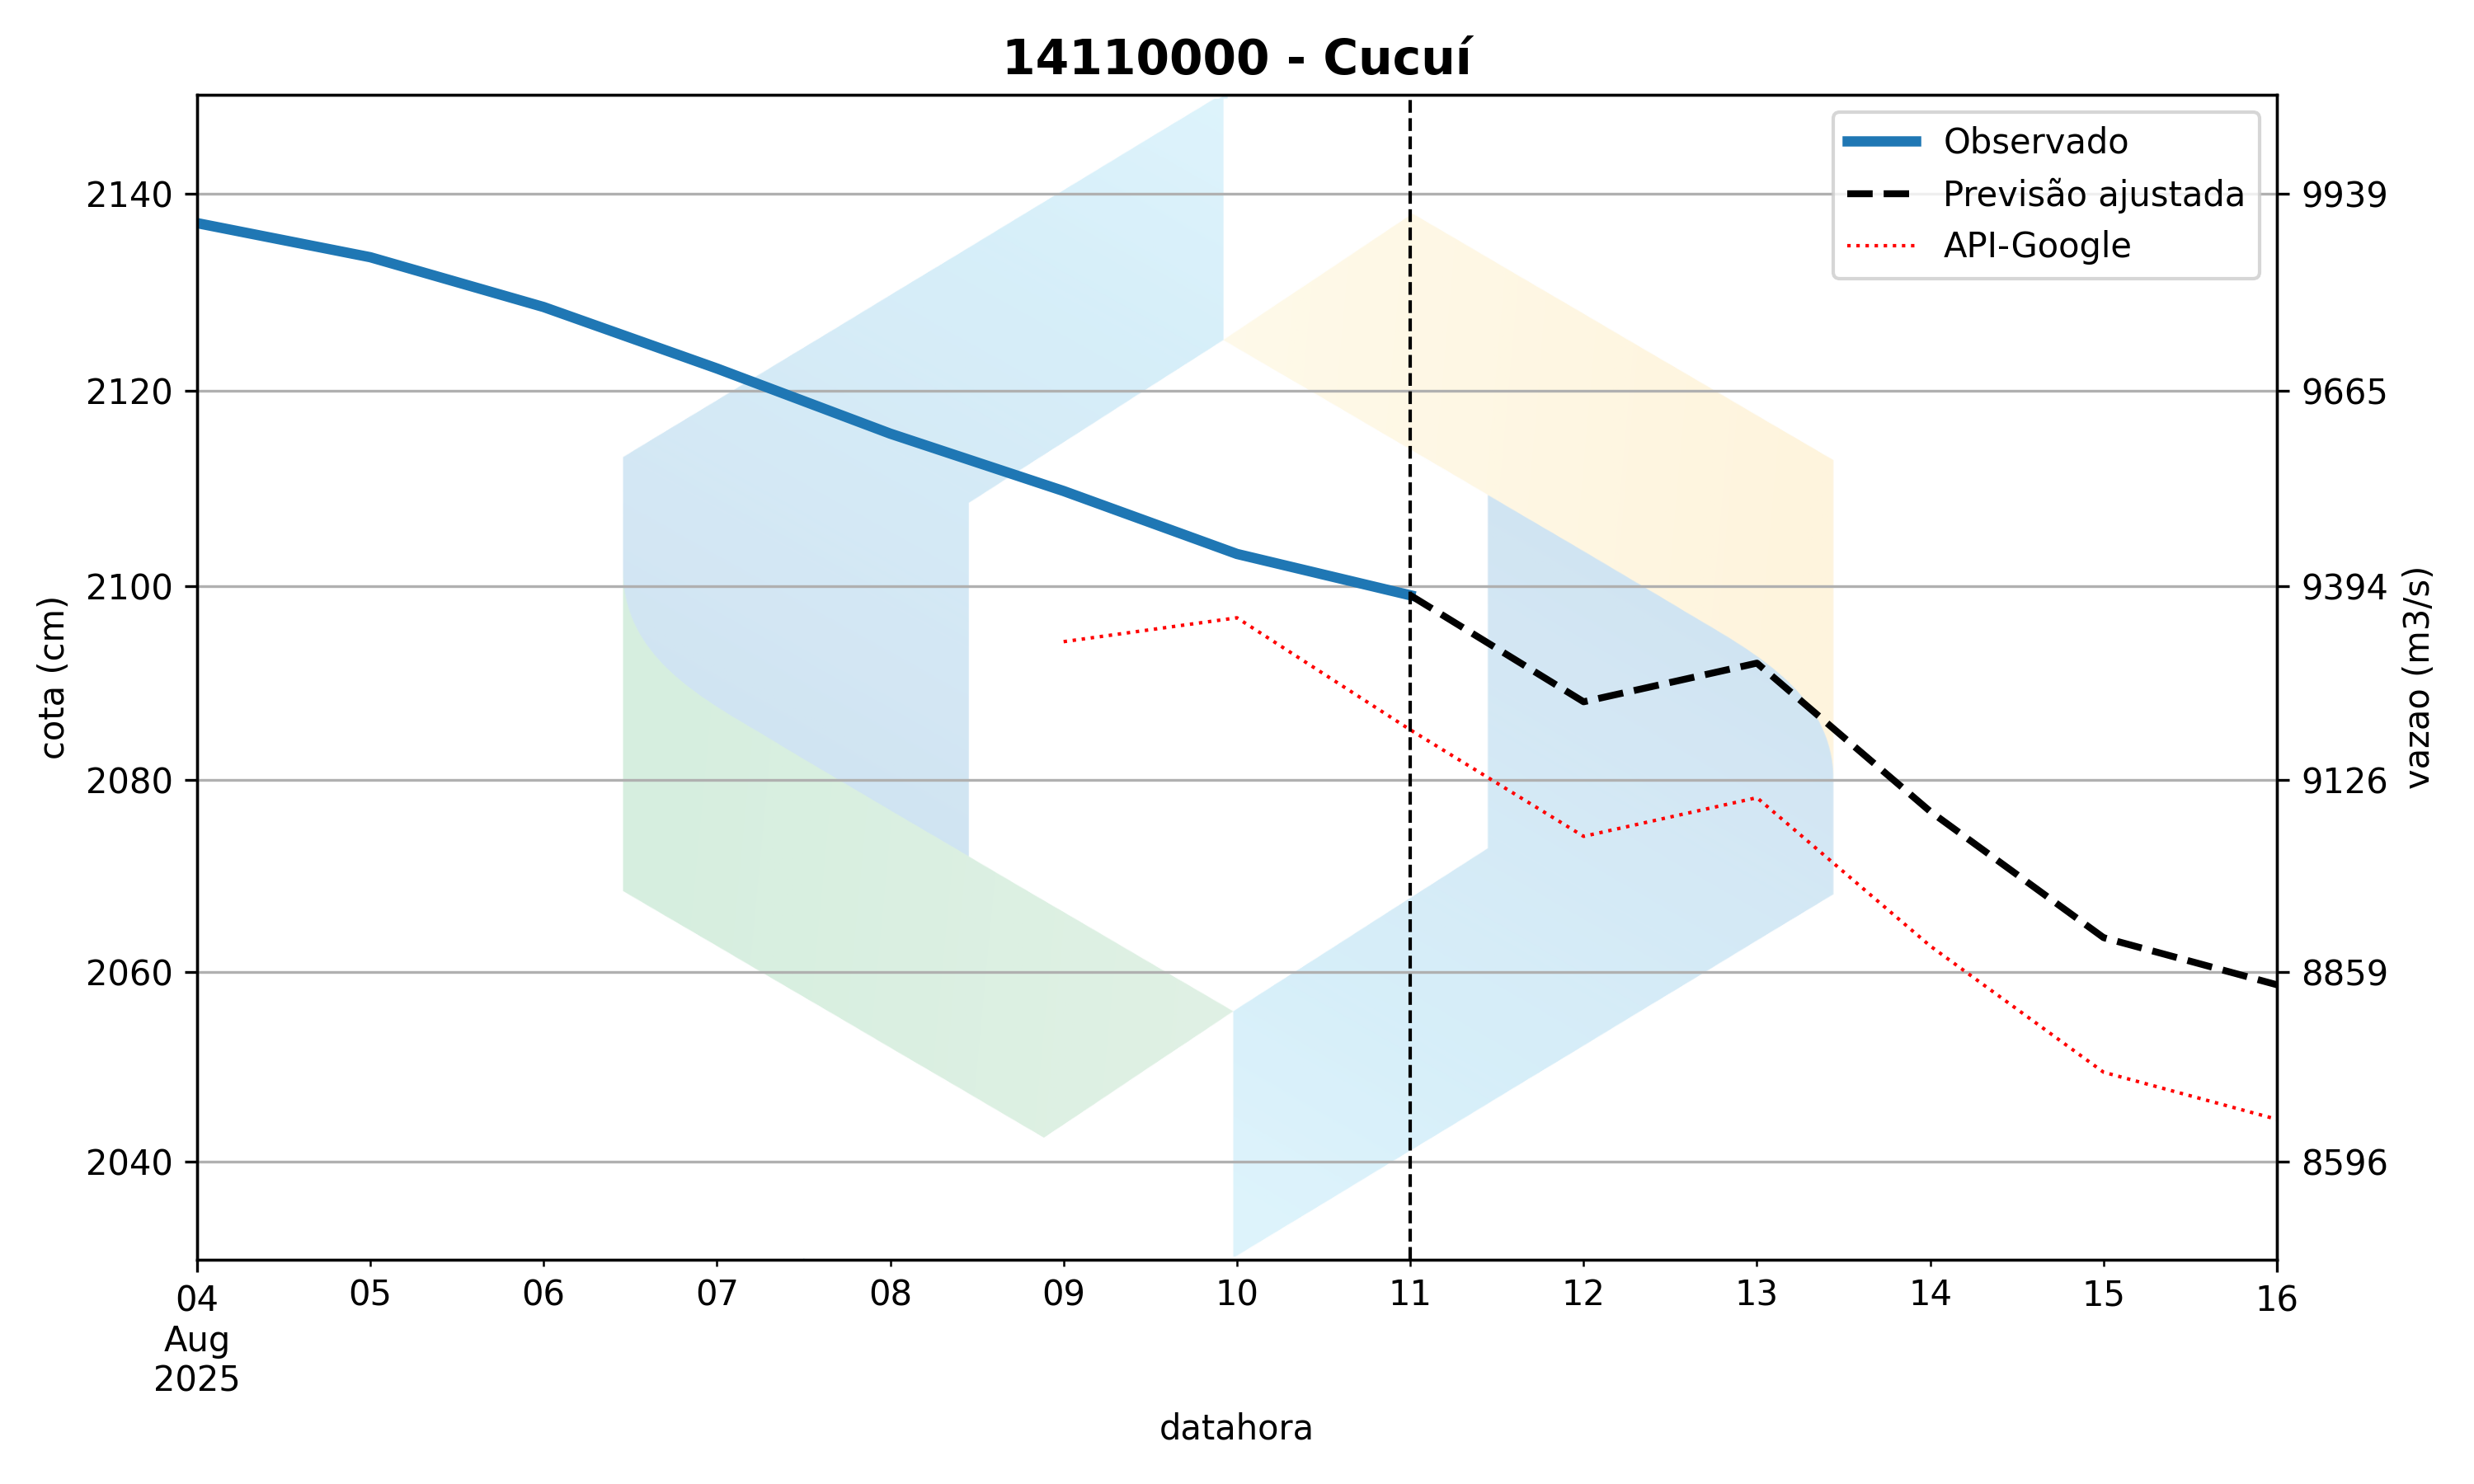 14110000 - Cucuí
Observado
Previsão ajustada
API-Google
2140
2120
2100
2080
2060
2040
cota (cm)
9939
9665
9394
9126
8859
8596
vazao (m3/s)
04 05 06 07 08 09 10 11 12 13 14 15 16
Aug
2025
datahora